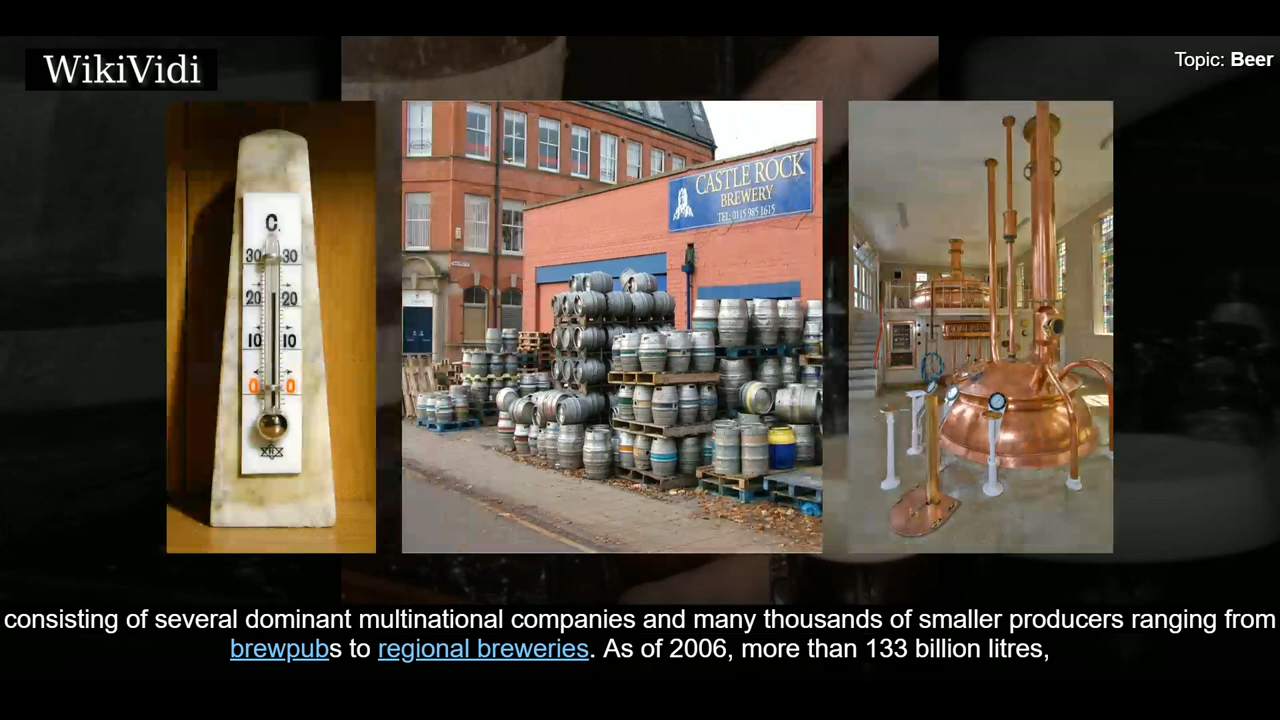 WikiVidi
Topic: Beer
C.
30 30
20 20
10 10
0 0
CASTLE ROCK
BREWERY
TEL: 0115 985 1615
consisting of several dominant multinational companies and many thousands of smaller producers ranging from
brewpubs to regional breweries. As of 2006, more than 133 billion litres,